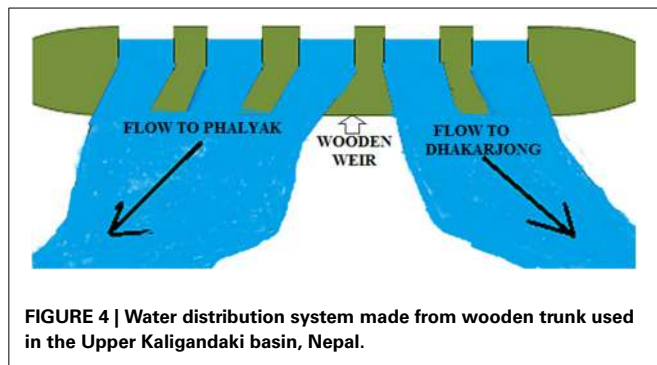 FLOW TO PHALYAK
WOODEN
WEIR
FLOW TO
DHAKARJONG
FIGURE 4 | Water distribution system made from wooden trunk used
in the Upper Kaligandaki basin, Nepal.